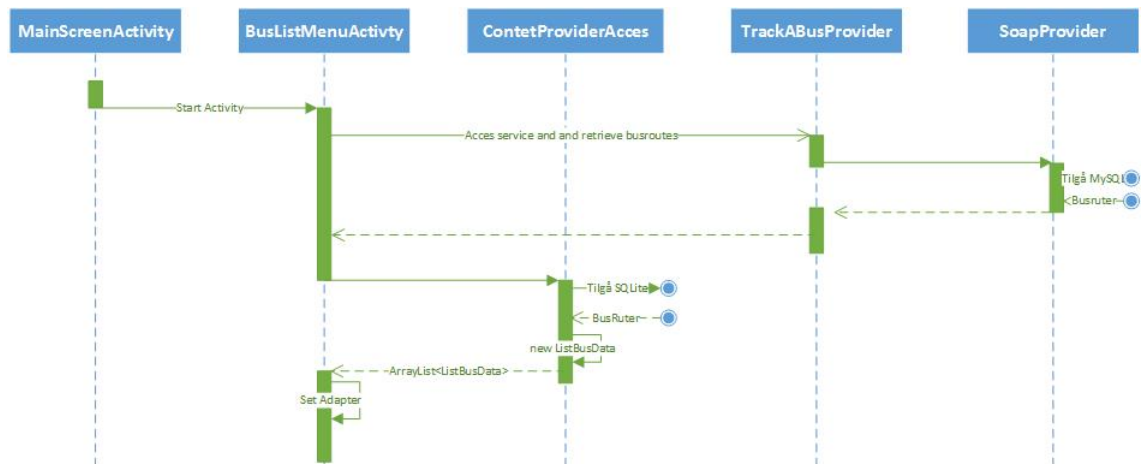 MainScreenActivity
BusListMenuActivty
ContetProviderAcces
TrackABusProvider
SoapProvider
Start Activity
Acces service and and retrieve busroutes
Tilgå MySQL
Busruter
Tilgå SQLite
BusRuter
new ListBusData
ArrayList<ListBusData>
Set Adapter